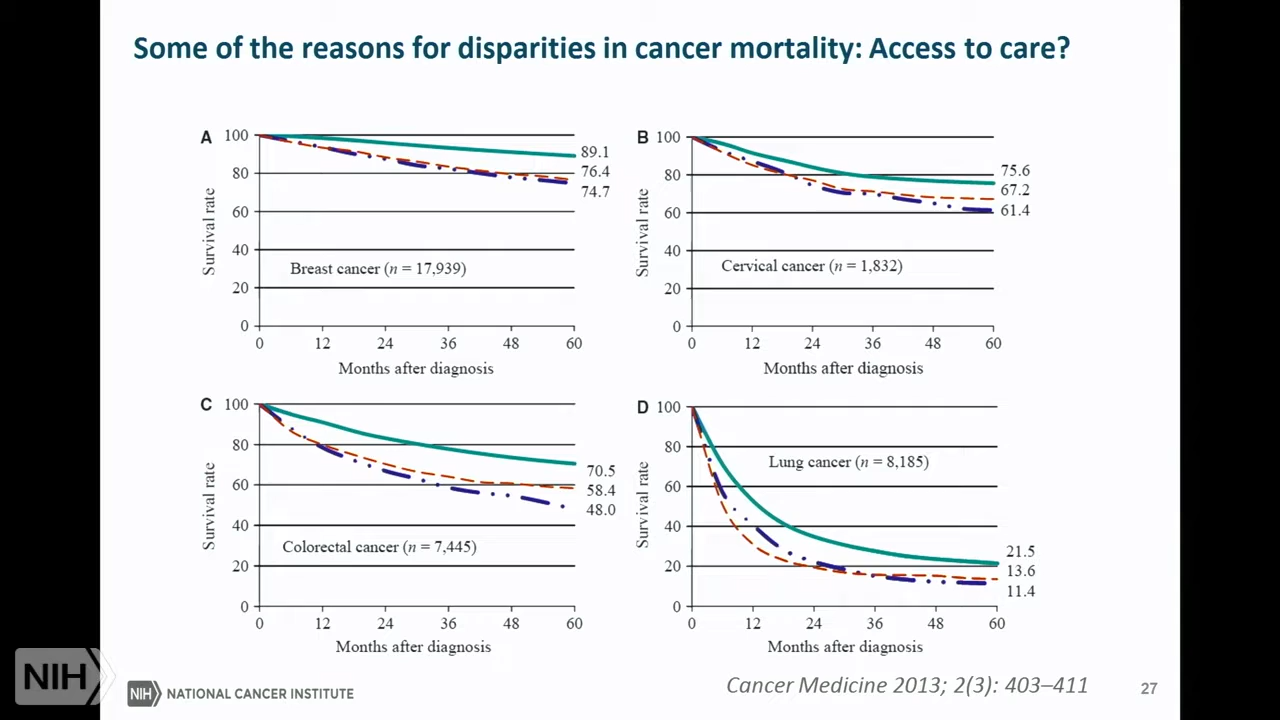 Some of the reasons for disparities in cancer mortality: Access to care?
A
100
80
60
40
20
0
Survival rate
89.1
76.4
74.7
Breast cancer (n = 17,939)
0 12 24 36 48 60
Months after diagnosis
B
100
80
60
40
20
0
Survival rate
75.6
67.2
61.4
Cervical cancer (n = 1,832)
0 12 24 36 48 60
Months after diagnosis
C
100
80
60
40
20
0
Survival rate
70.5
58.4
48.0
Colorectal cancer (n = 7,445)
0 12 24 36 48 60
Months after diagnosis
D
100
80
60
40
20
0
Survival rate
Lung cancer (n = 8,185)
21.5
13.6
11.4
0 12 24 36 48 60
Months after diagnosis
NIH
NIH NATIONAL CANCER INSTITUTE
Cancer Medicine 2013; 2(3): 403–411
27